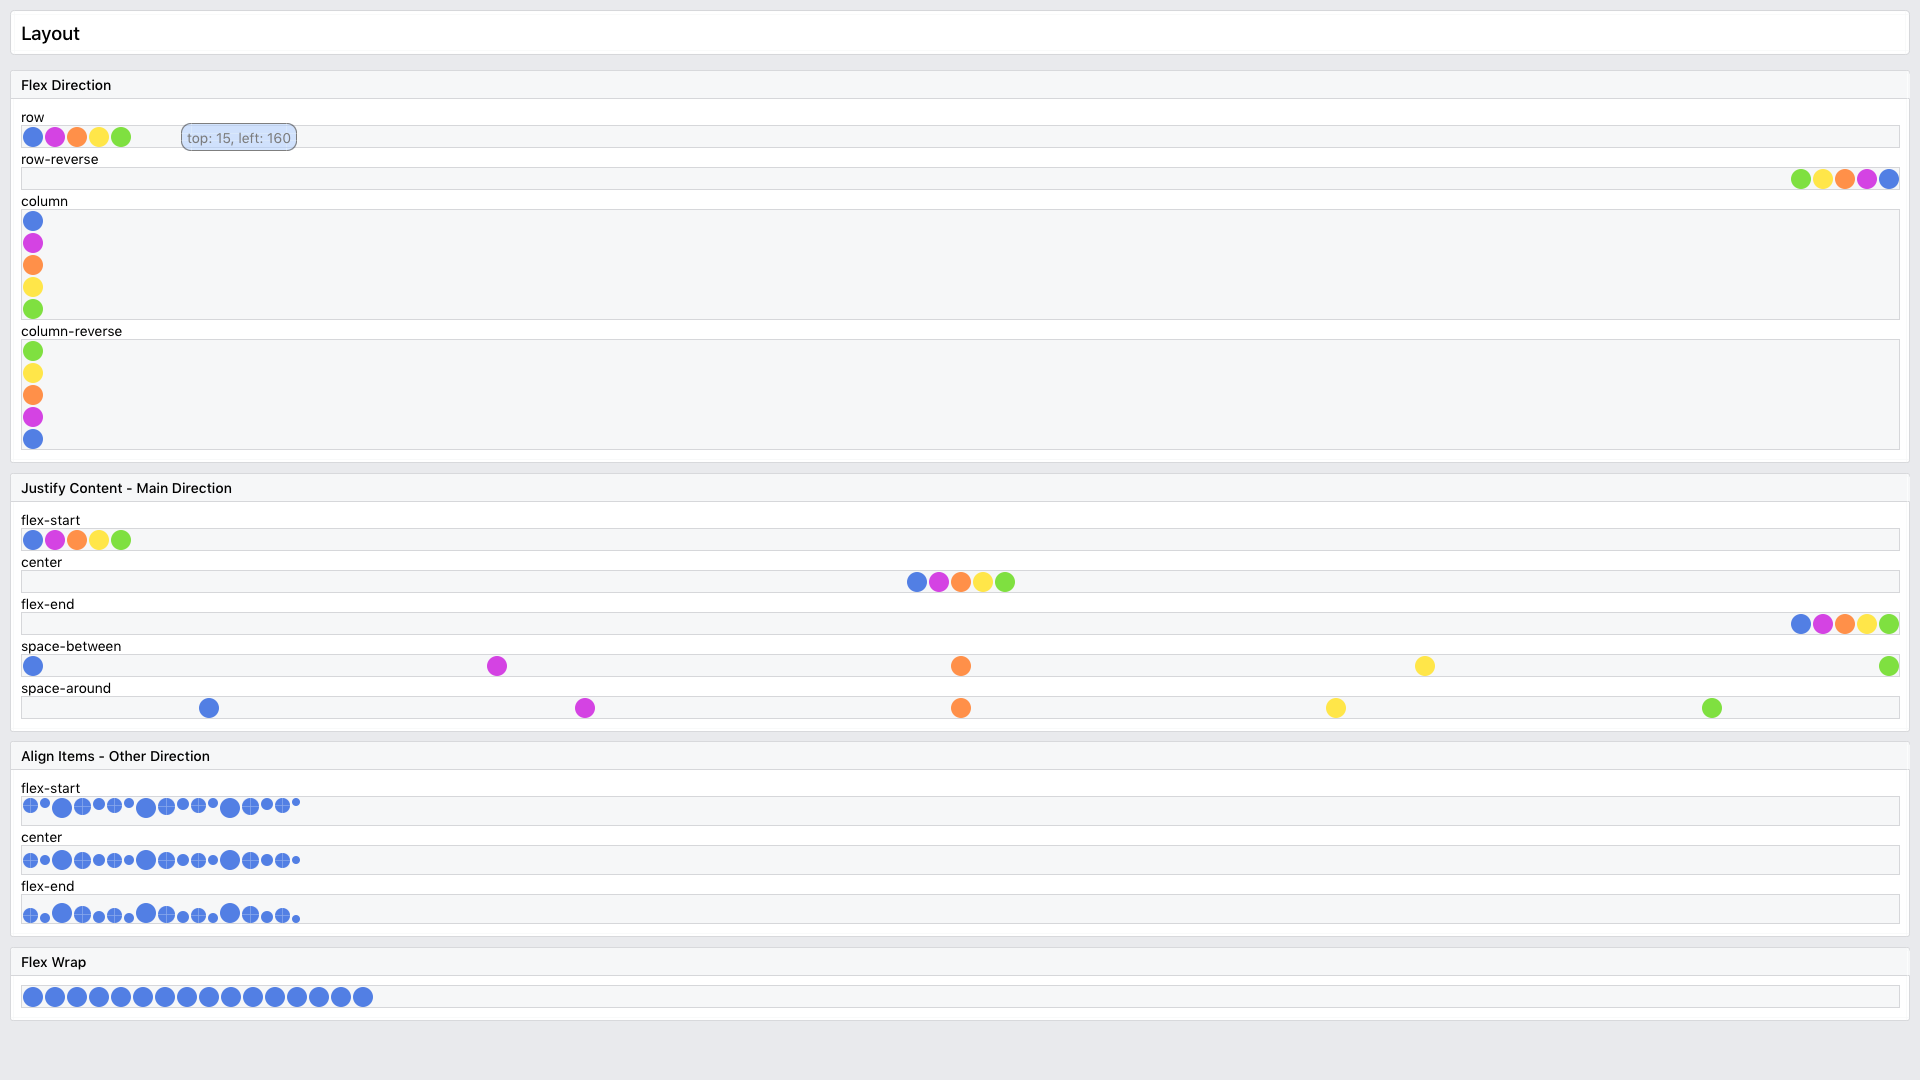 Layout
Flex Direction
row
top: 15, left: 160
row-reverse
column
column-reverse
Justify Content - Main Direction
flex-start
center
flex-end
space-between
space-around
Align Items - Other Direction
flex-start
center
flex-end
Flex Wrap